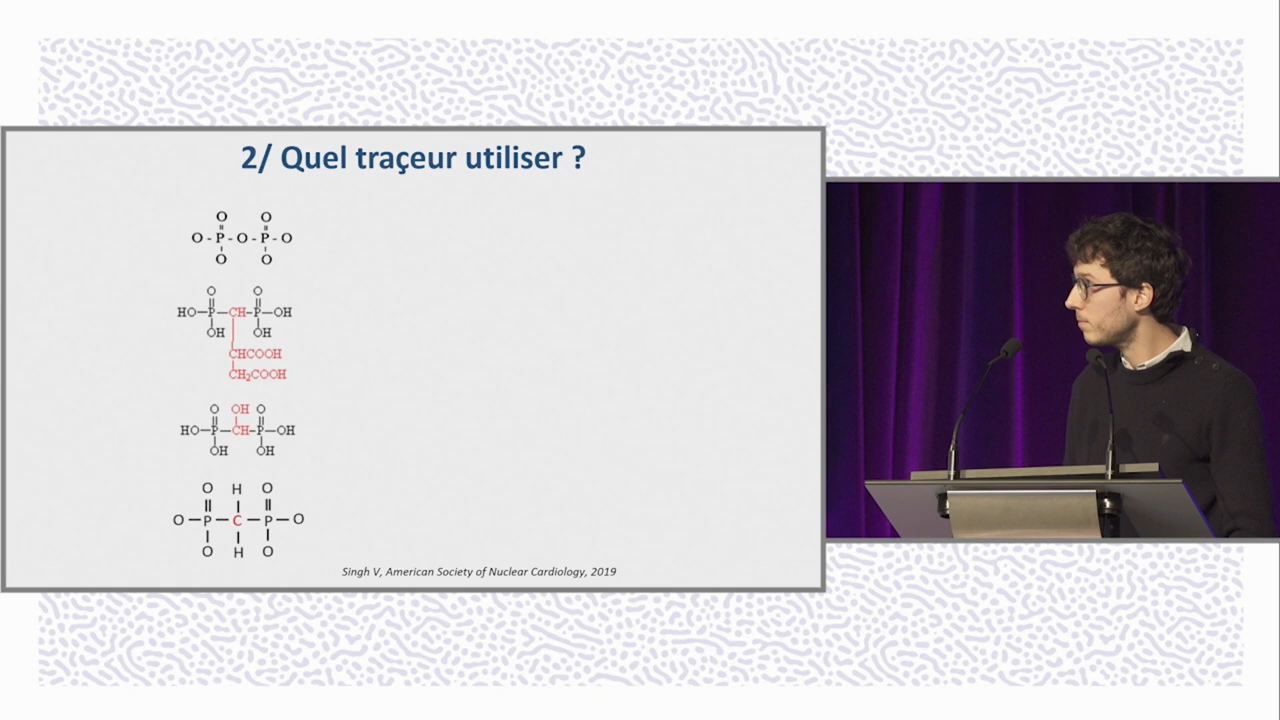 2/ Quel traçeur utiliser ?
O O
O - P - O - P - O
O O
O O
HO—P—CH—P—OH
OH OH
CHCOOH
CH₂COOH
O OH O
HO—P—CH—P—OH
OH OH
O H O
O—P—C—P—O
O H O
Singh V, American Society of Nuclear Cardiology, 2019